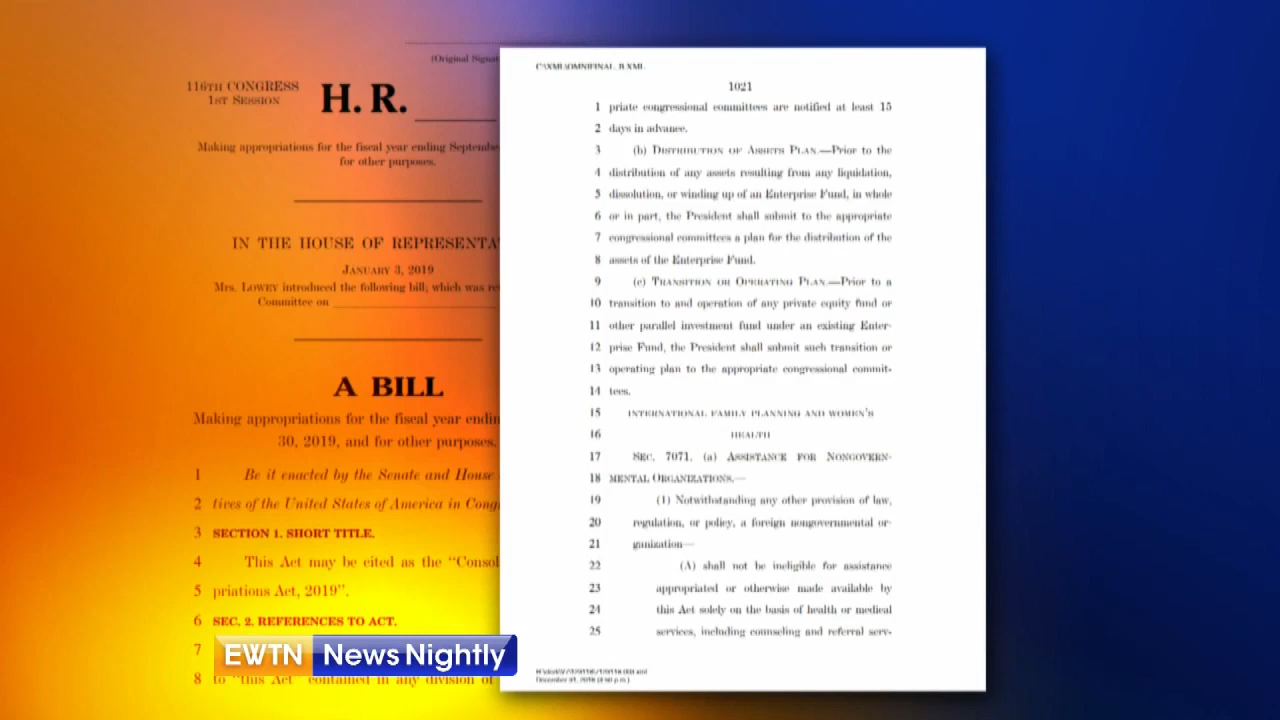 (Original Signat
116TH CONGRESS
1ST SESSION
H. R.
Making appropriations for the fiscal year ending Septembe
for other purposes.
IN THE HOUSE OF REPRESENTA
JANUARY 3, 2019
Mrs. LOWEY introduced the following bill; which was re
Committee on
A BILL
Making appropriations for the fiscal year endin
30, 2019, and for other purposes.
1 Be it enacted by the Senate and House
2 tives of the United States of America in Cong
3 SECTION 1. SHORT TITLE.
4 This Act may be cited as the “Consol
5 priations Act, 2019”.
6 SEC. 2. REFERENCES TO ACT.
7
8 to “this Act” contained in any division of
1021
1 priate congressional committees are notified at least 15
2 days in advance.
3 (b) DISTRIBUTION OF ASSETS PLAN.—Prior to the
4 distribution of any assets resulting from any liquidation,
5 dissolution, or winding up of an Enterprise Fund, in whole
6 or in part, the President shall submit to the appropriate
7 congressional committees a plan for the distribution of the
8 assets of the Enterprise Fund.
9 (c) TRANSITION OR OPERATING PLAN.—Prior to a
10 transition to and operation of any private equity fund or
11 other parallel investment fund under an existing Enter-
12 prise Fund, the President shall submit such transition or
13 operating plan to the appropriate congressional commit-
14 tees.
15 INTERNATIONAL FAMILY PLANNING AND WOMEN’S
16 HEALTH
17 SEC. 7071. (a) ASSISTANCE FOR NONGOVERN-
18 MENTAL ORGANIZATIONS.—
19 (1) Notwithstanding any other provision of law,
20 regulation, or policy, a foreign nongovernmental or-
21 ganization—
22 (A) shall not be ineligible for assistance
23 appropriated or otherwise made available by
24 this Act solely on the basis of health or medical
25 services, including counseling and referral serv-
EWTN News Nightly